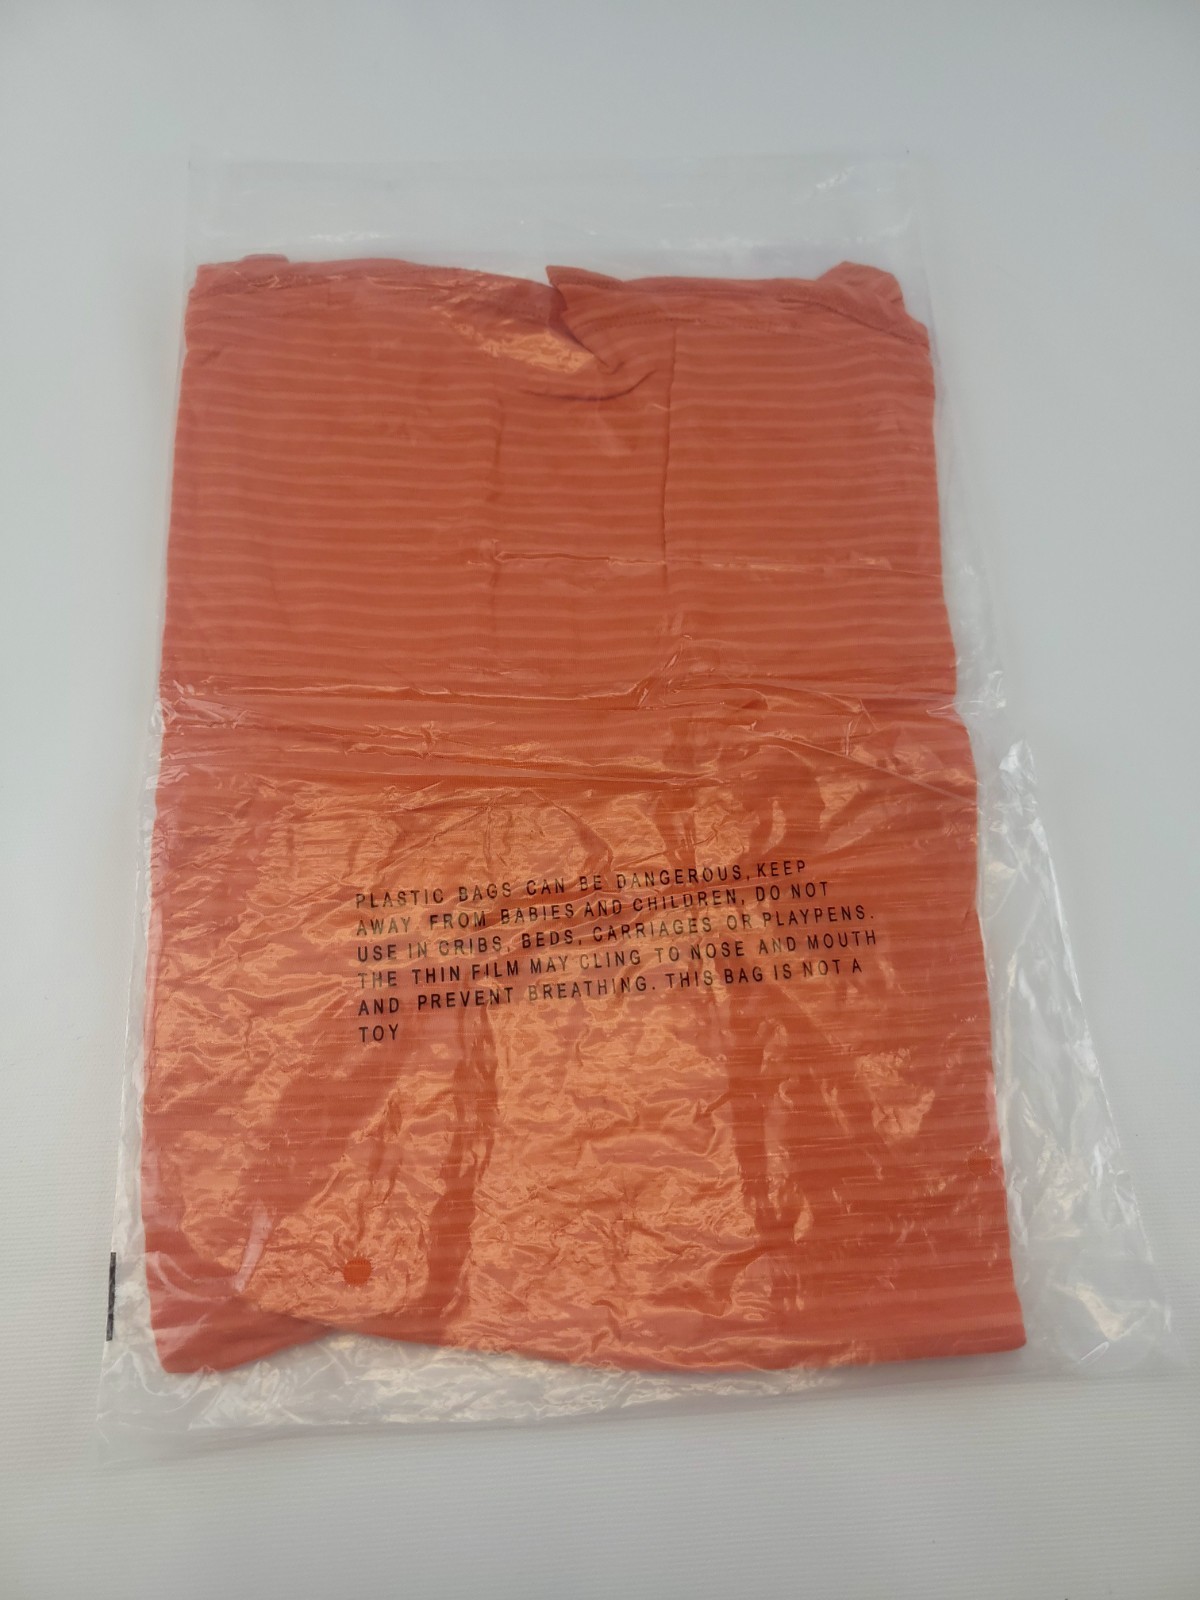 PLASTIC BAGS CAN BE DANGEROUS, KEEP
AWAY FROM BABIES AND CHILDREN, DO NOT
USE IN CRIBS, BEDS, CARRIAGES OR PLAYPENS.
THE THIN FILM MAY CLING TO NOSE AND MOUTH
AND PREVENT BREATHING. THIS BAG IS NOT A
TOY